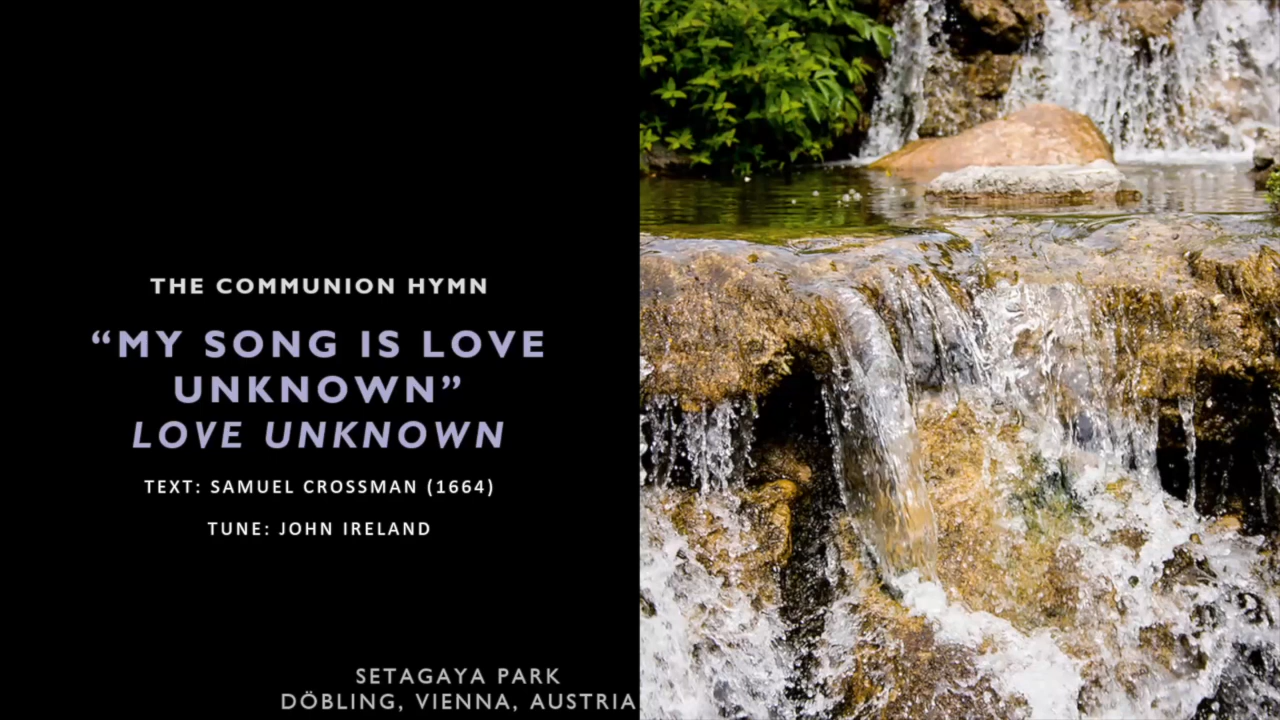 THE COMMUNION HYMN
“MY SONG IS LOVE
UNKNOWN”
LOVE UNKNOWN
TEXT: SAMUEL CROSSMAN (1664)
TUNE: JOHN IRELAND
SETAGAYA PARK
DÖBLING, VIENNA, AUSTRIA